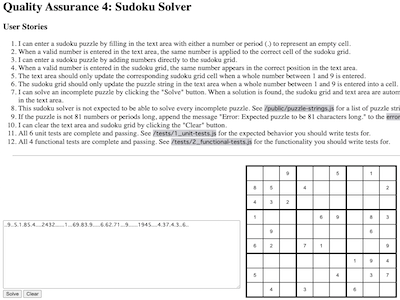 Quality Assurance 4: Sudoku Solver
User Stories
1. I can enter a sudoku puzzle by filling in the text area with either a number or period (.) to represent an empty cell.
2. When a valid number is entered in the text area, the same number is applied to the correct cell of the sudoku grid.
3. I can enter a sudoku puzzle by adding numbers directly to the sudoku grid.
4. When a valid number is entered in the sudoku grid, the same number appears in the correct position in the text area.
5. The text area should only update the corresponding sudoku grid cell when a whole number between 1 and 9 is entered.
6. The sudoku grid should only update the puzzle string in the text area when a whole number between 1 and 9 is entered into a cell.
7. I can solve an incomplete puzzle by clicking the "Solve" button. When a solution is found, the sudoku grid and text area are autom
in the text area.
8. This sudoku solver is not expected to be able to solve every incomplete puzzle. See /public/puzzle-strings.js for a list of puzzle stri
9. If the puzzle is not 81 numbers or periods long, append the message "Error: Expected puzzle to be 81 characters long." to the error
10. I can clear the text area and sudoku grid by clicking the "Clear" button.
11. All 6 unit tests are complete and passing. See /tests/1_unit-tests.js for the expected behavior you should write tests for.
12. All 4 functional tests are complete and passing. See /tests/2_functional-tests.js for the functionality you should write tests for.
..9..5.1.85.4....2432......1...69.83.9.....6.62.71...9......1945....4.37.4.3..6..
Solve Clear
9 5 1
8 5 4 2
4 3 2
1 6 9 8 3
9 6
6 2 7 1 9
1 9 4
5 4 3 7
4 3 6